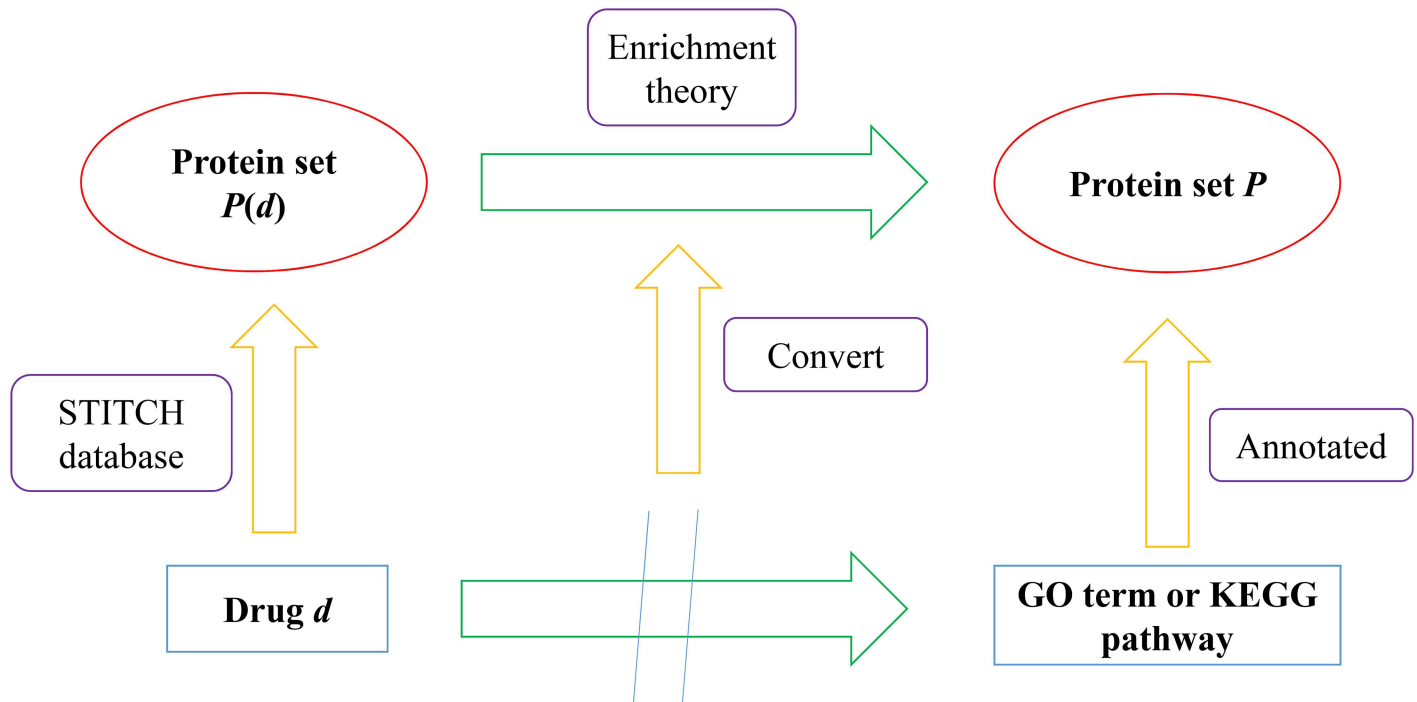 Enrichment
theory
Protein set
P(d)
Protein set P
STITCH
database
Convert
Annotated
Drug d
GO term or KEGG
pathway